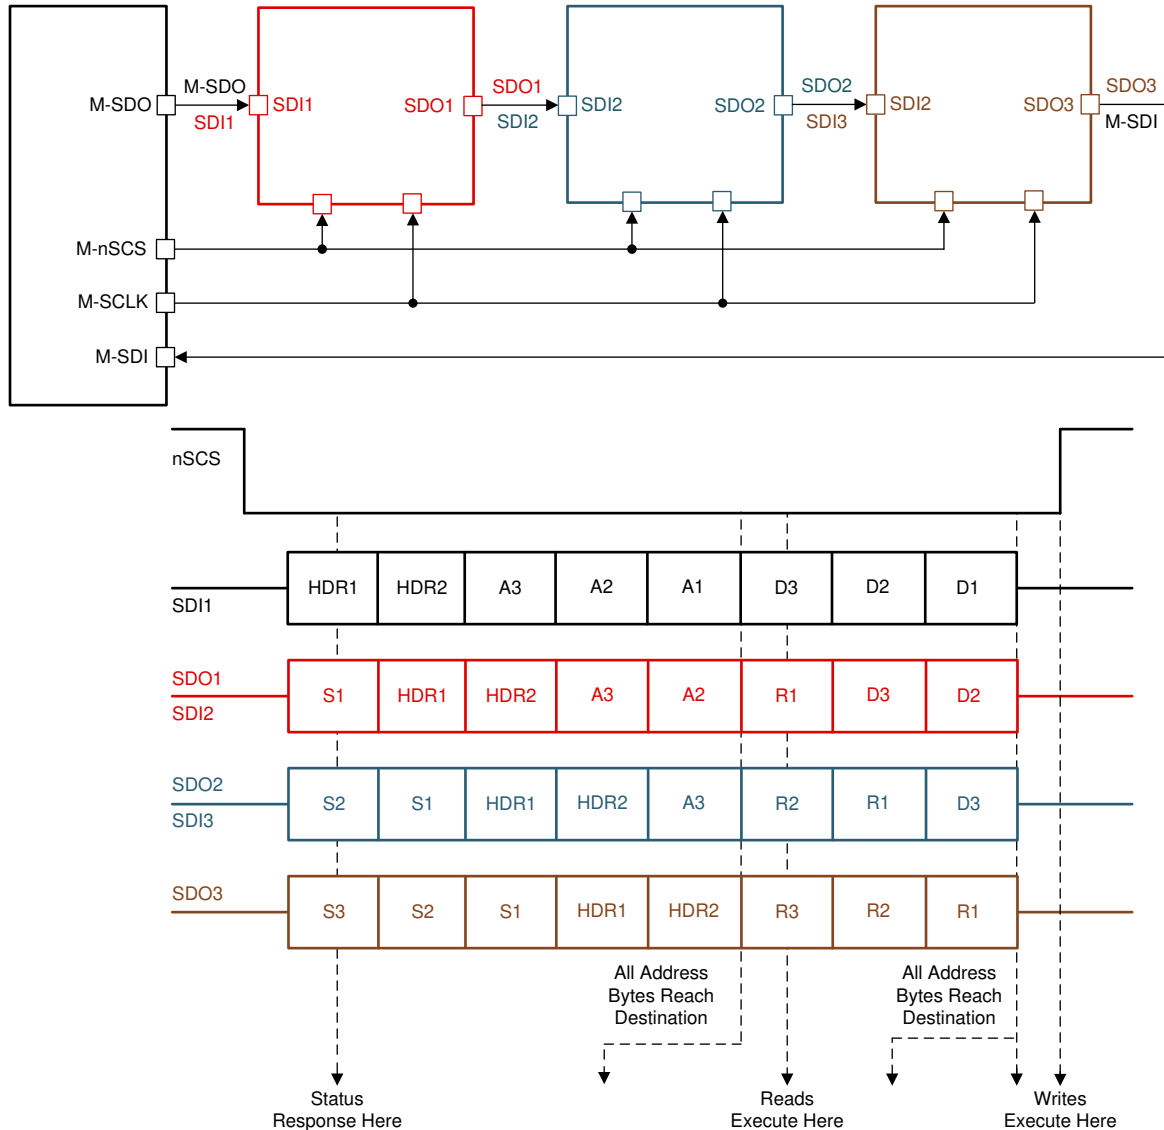 M-SDO
M-SDO
SDI1
SDI1
SDO1
SDO1
SDI2
SDI2
SDO2
SDO2
SDI3
SDI2
SDO3
SDO3
M-SDI
M-nSCS
M-SCLK
M-SDI
nSCS
SDI1
HDR1 HDR2 A3 A2 A1 D3 D2 D1
SDO1
SDI2
S1 HDR1 HDR2 A3 A2 R1 D3 D2
SDO2
SDI3
S2 S1 HDR1 HDR2 A3 R2 R1 D3
SDO3
S3 S2 S1 HDR1 HDR2 R3 R2 R1
All Address
Bytes Reach
Destination
All Address
Bytes Reach
Destination
Status
Response Here
Reads
Execute Here
Writes
Execute Here